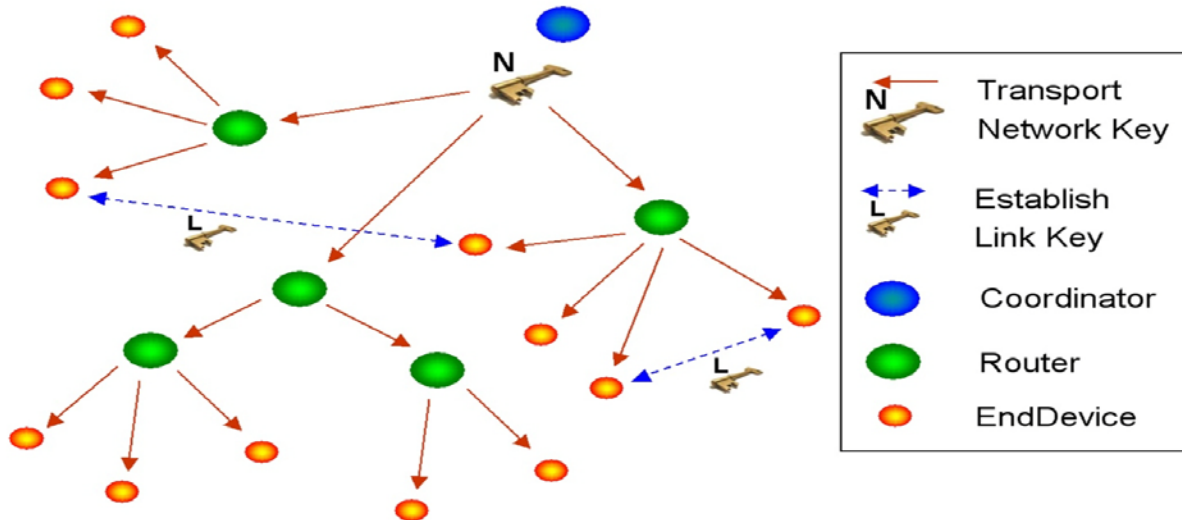 N
L
L
N
Transport
Network Key
L
Establish
Link Key
Coordinator
Router
EndDevice